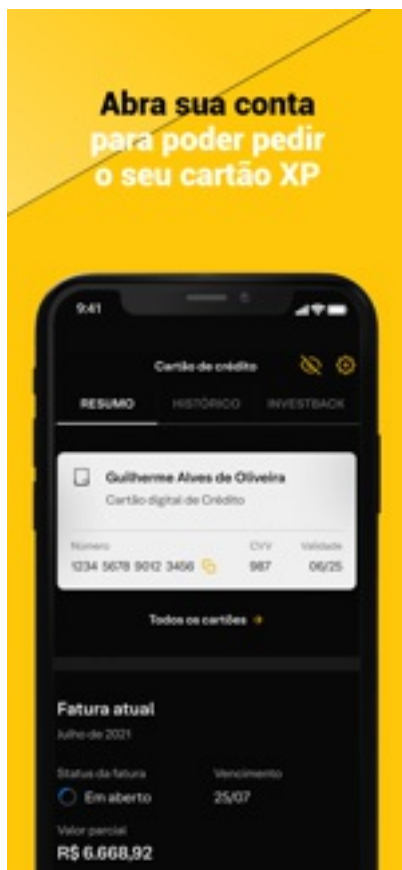 Abra sua conta
para poder pedir
o seu cartão XP
9:41
Cartão de crédito
RESUMO HISTÓRICO INVESTBACK
Guilherme Alves de Oliveira
Cartão digital de Crédito
Número CVV Validade
1234 5678 9012 3456 987 06/25
Todos os cartões →
Fatura atual
Julho de 2021
Status da fatura Vencimento
Em aberto 25/07
Valor parcial
R$ 6.668,92